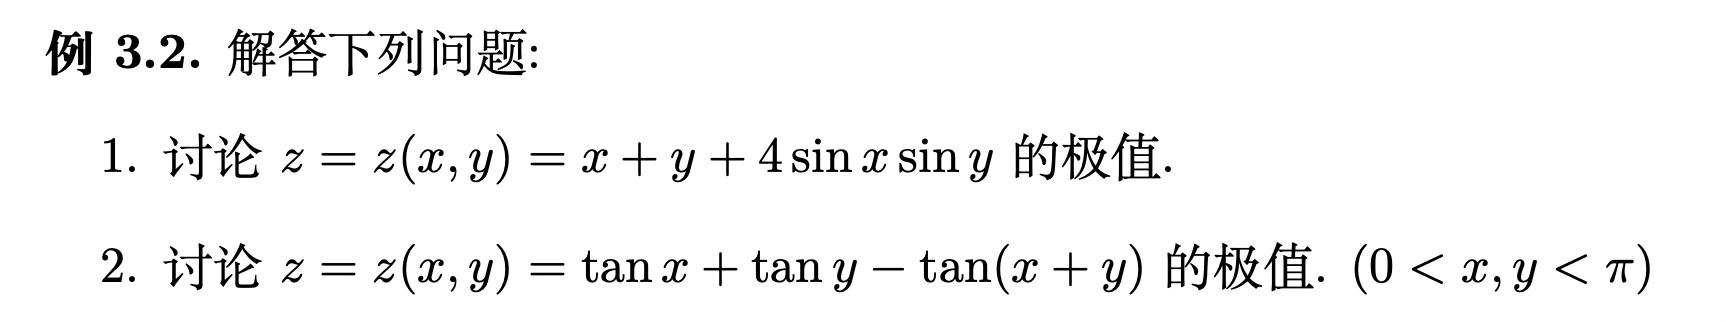 例 3.2. 解答下列问题:
1. 讨论 z = z(x, y) = x + y + 4 sin x sin y 的极值.
2. 讨论 z = z(x, y) = tan x + tan y − tan(x + y) 的极值. (0 < x, y < π)